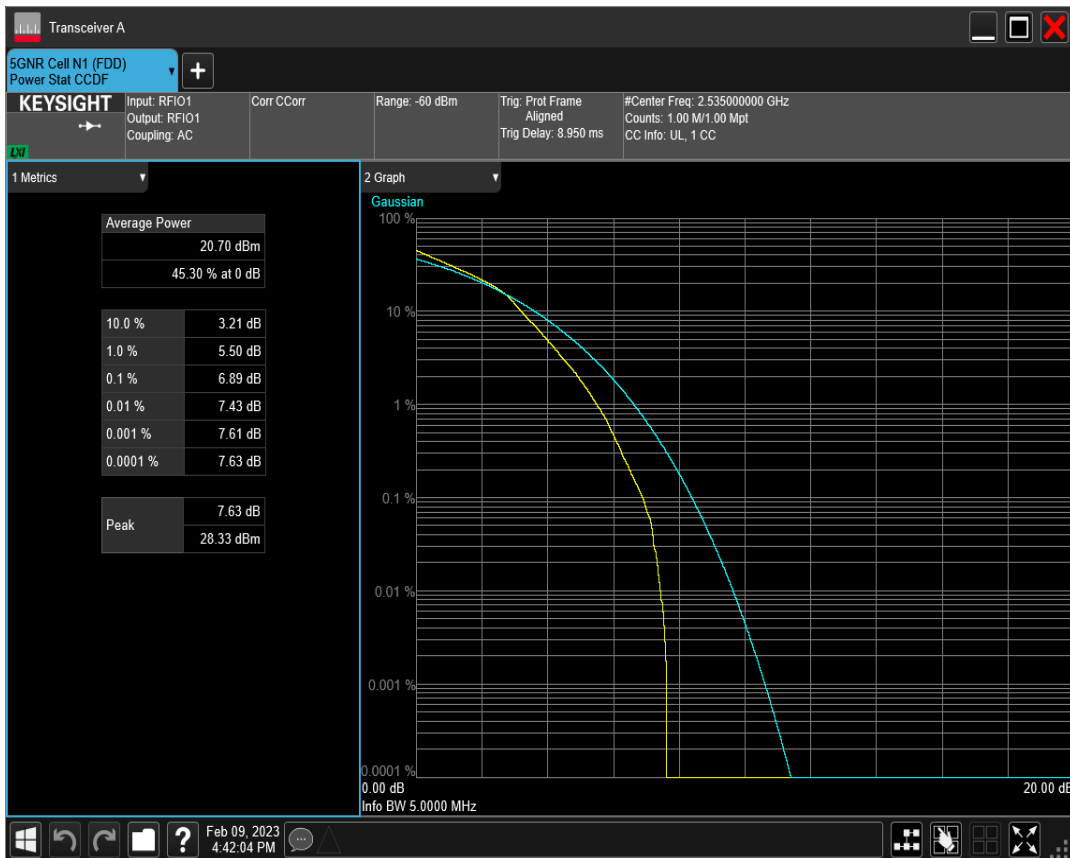 Transceiver A
5GNR Cell N1 (FDD)
Power Stat CCDF
KEYSIGHT
LXI
Input: RFIO1
Output: RFIO1
Coupling: AC
Corr CCorr
Range: -60 dBm
Trig: Prot Frame
Aligned
Trig Delay: 8.950 ms
#Center Freq: 2.535000000 GHz
Counts: 1.00 M/1.00 Mpt
CC Info: UL, 1 CC
1 Metrics
Average Power
20.70 dBm
45.30 % at 0 dB
10.0 % 3.21 dB
1.0 % 5.50 dB
0.1 % 6.89 dB
0.01 % 7.43 dB
0.001 % 7.61 dB
0.0001 % 7.63 dB
Peak
7.63 dB
28.33 dBm
2 Graph
Gaussian
100 %
10 %
1 %
0.1 %
0.01 %
0.001 %
0.0001 %
0.00 dB 20.00 dB
Info BW 5.0000 MHz
Feb 09, 2023
4:42:04 PM